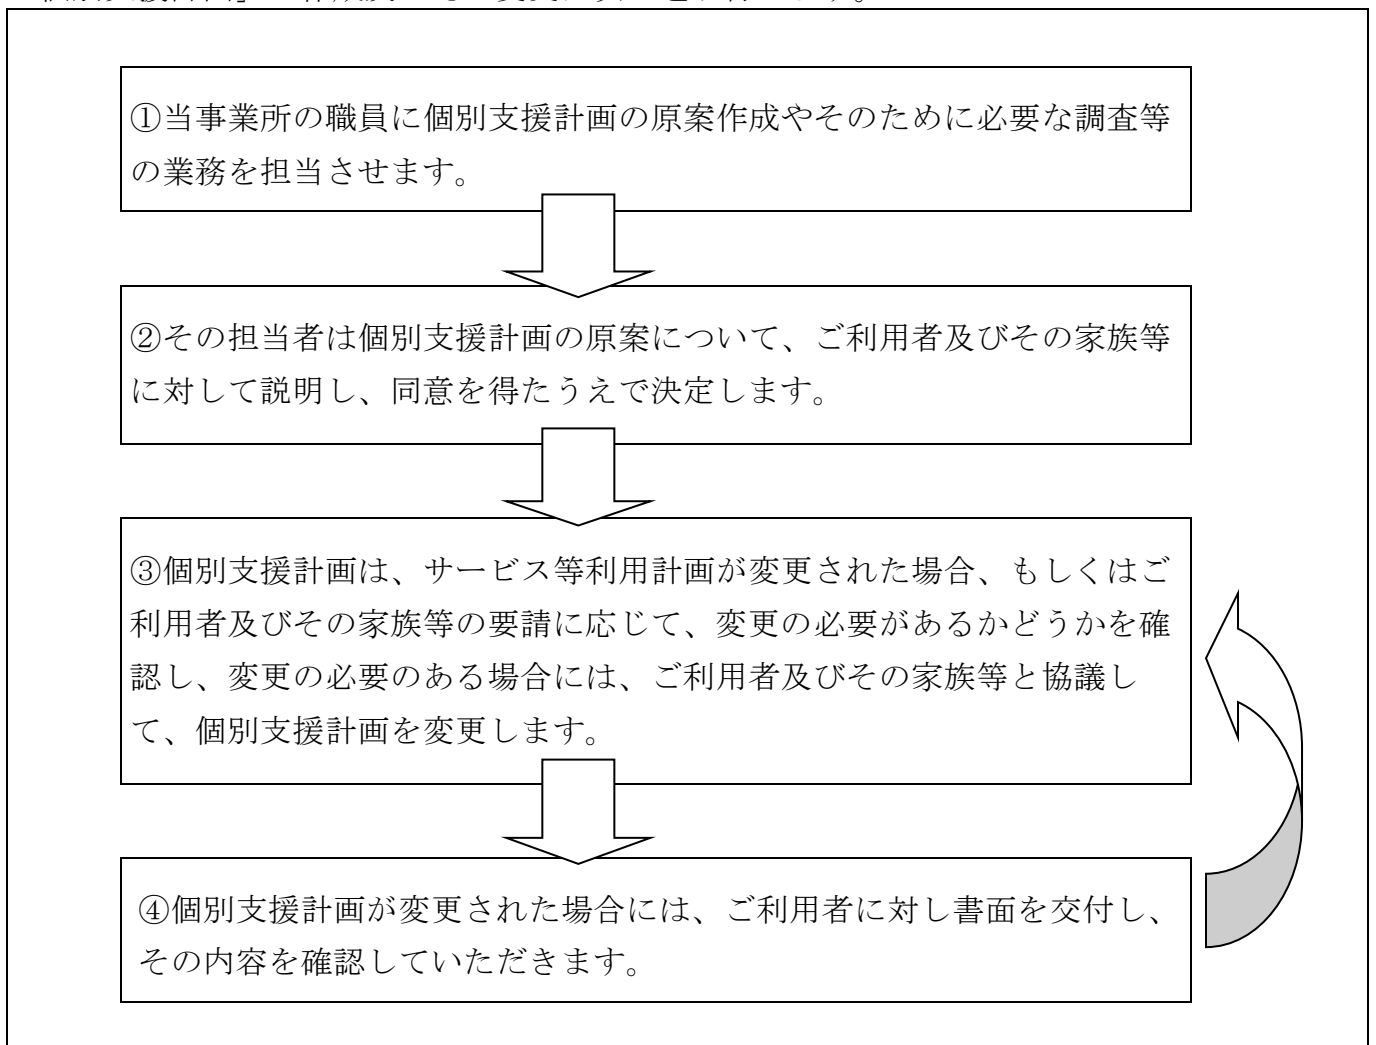 ①当事業所の職員に個別支援計画の原案作成やそのために必要な調査等
の業務を担当させます。
②その担当者は個別支援計画の原案について、ご利用者及びその家族等
に対して説明し、同意を得たうえで決定します。
③個別支援計画は、サービス等利用計画が変更された場合、もしくはご
利用者及びその家族等の要請に応じて、変更の必要があるかどうかを確
認し、変更の必要のある場合には、ご利用者及びその家族等と協議し
て、個別支援計画を変更します。
④個別支援計画が変更された場合には、ご利用者に対し書面を交付し、
その内容を確認していただきます。